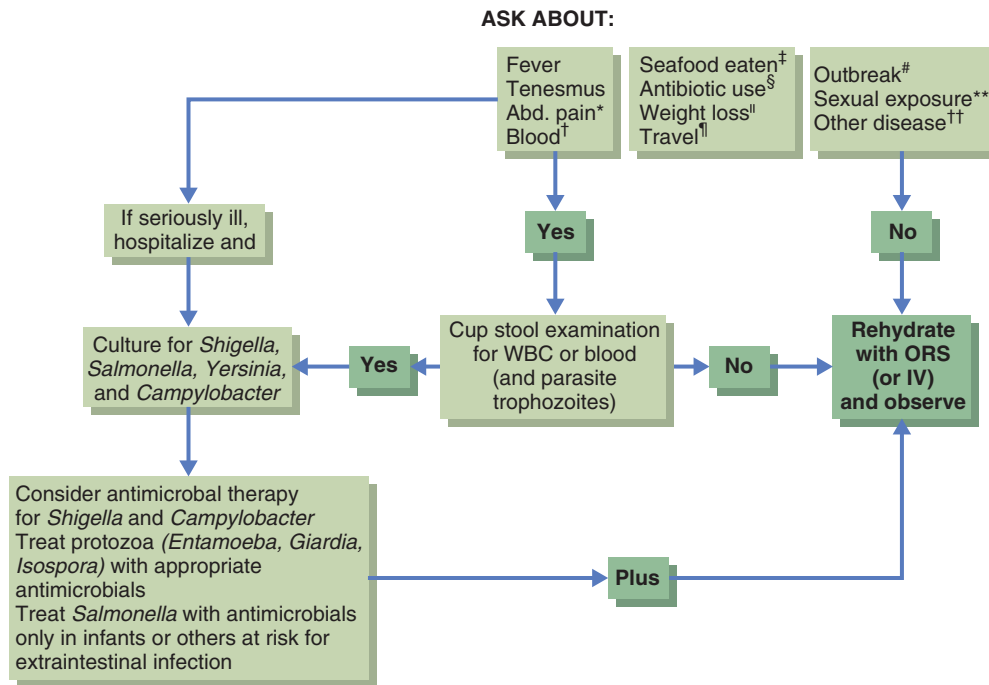 ASK ABOUT:
Fever
Tenesmus
Abd. pain*
Blood†
Seafood eaten‡
Antibiotic use§
Weight loss||
Travel¶
Outbreak#
Sexual exposure**
Other disease††
If seriously ill,
hospitalize and
Yes
No
Culture for Shigella,
Salmonella, Yersinia,
and Campylobacter
Yes
Cup stool examination
for WBC or blood
(and parasite
trophozoites)
No
Rehydrate
with ORS
(or IV)
and observe
Consider antimicrobal therapy
for Shigella and Campylobacter
Treat protozoa (Entamoeba, Giardia,
Isospora) with appropriate
antimicrobials
Treat Salmonella with antimicrobials
only in infants or others at risk for
extraintestinal infection
Plus